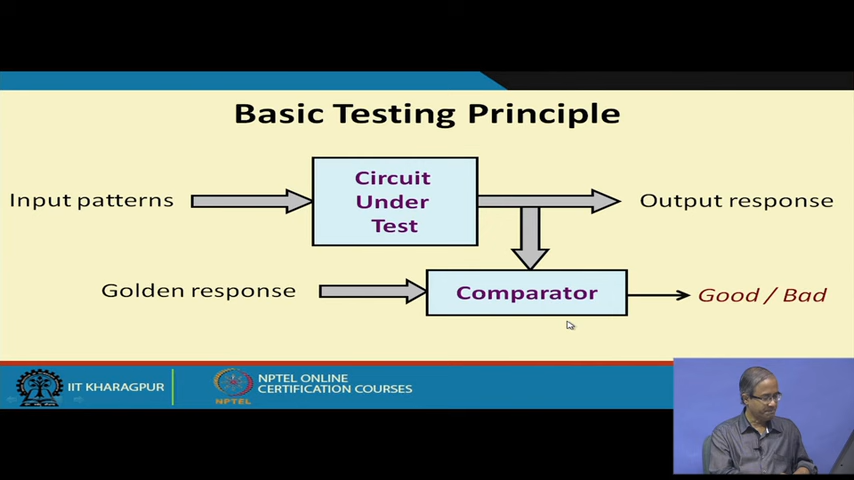 Basic Testing Principle
Input patterns
Circuit
Under
Test
Output response
Golden response
Comparator
Good / Bad
IIT KHARAGPUR
NPTEL
NPTEL ONLINE
CERTIFICATION COURSES